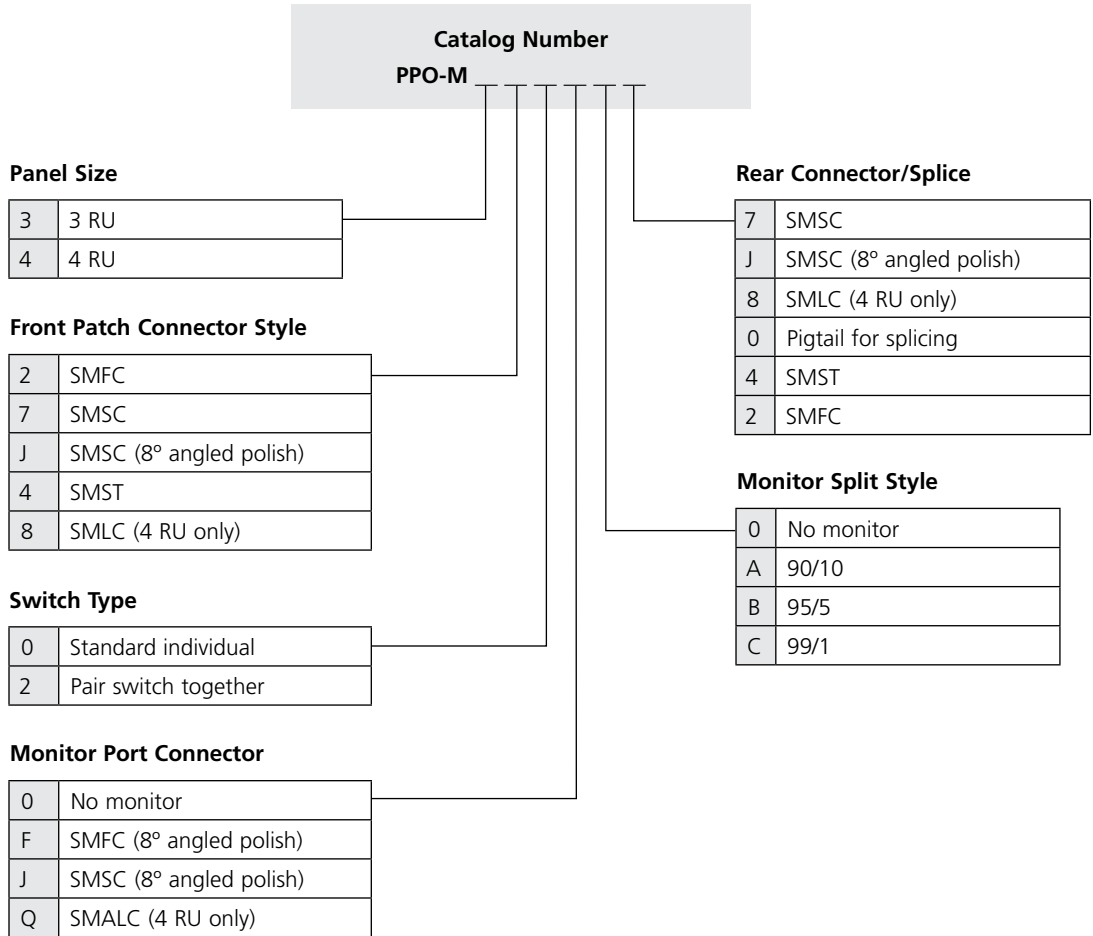 Catalog Number
PPO-M _ _ _ _ _ _
Panel Size
3 3 RU
4 4 RU
Front Patch Connector Style
2 SMFC
7 SMSC
J SMSC (8º angled polish)
4 SMST
8 SMLC (4 RU only)
Switch Type
0 Standard individual
2 Pair switch together
Monitor Port Connector
0 No monitor
F SMFC (8º angled polish)
J SMSC (8º angled polish)
Q SMALC (4 RU only)
Rear Connector/Splice
7 SMSC
J SMSC (8º angled polish)
8 SMLC (4 RU only)
0 Pigtail for splicing
4 SMST
2 SMFC
Monitor Split Style
0 No monitor
A 90/10
B 95/5
C 99/1